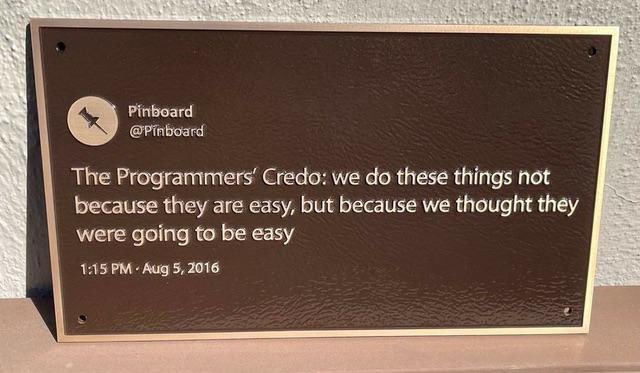 Pinboard
@Pinboard
The Programmers' Credo: we do these things not
because they are easy, but because we thought they
were going to be easy
1:15 PM · Aug 5, 2016